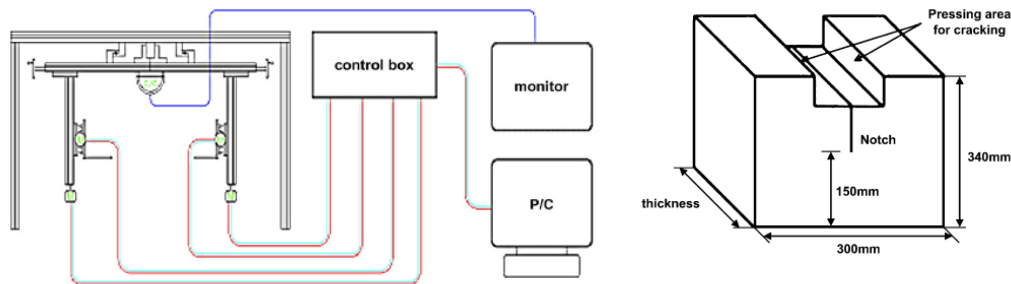 control box
monitor
P/C
Pressing area
for cracking
Notch
340mm
150mm
thickness
300mm